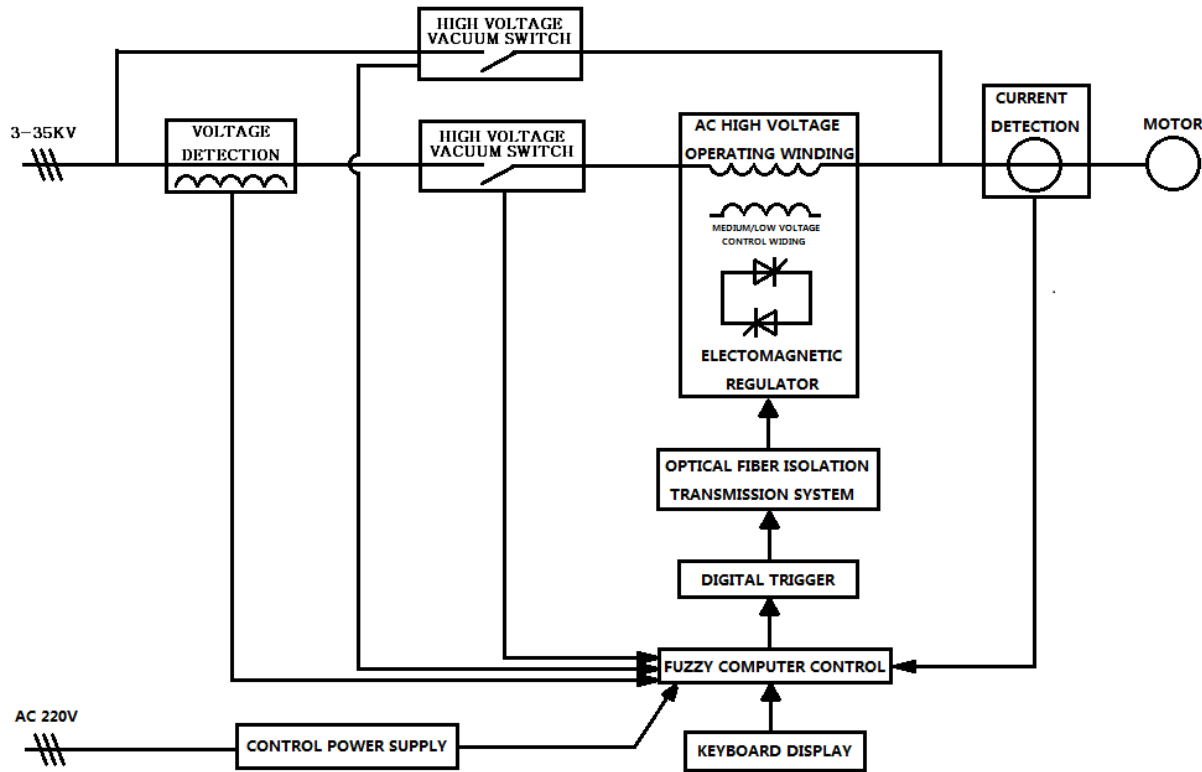 HIGH VOLTAGE
VACUUM SWITCH
3-35KV
VOLTAGE
DETECTION
HIGH VOLTAGE
VACUUM SWITCH
AC HIGH VOLTAGE
OPERATING WINDING
CURRENT
DETECTION
MOTOR
MEDIUM/LOW VOLTAGE
CONTROL WIDING
ELECTOMAGNETIC
REGULATOR
OPTICAL FIBER ISOLATION
TRANSMISSION SYSTEM
DIGITAL TRIGGER
FUZZY COMPUTER CONTROL
AC 220V
CONTROL POWER SUPPLY
KEYBOARD DISPLAY